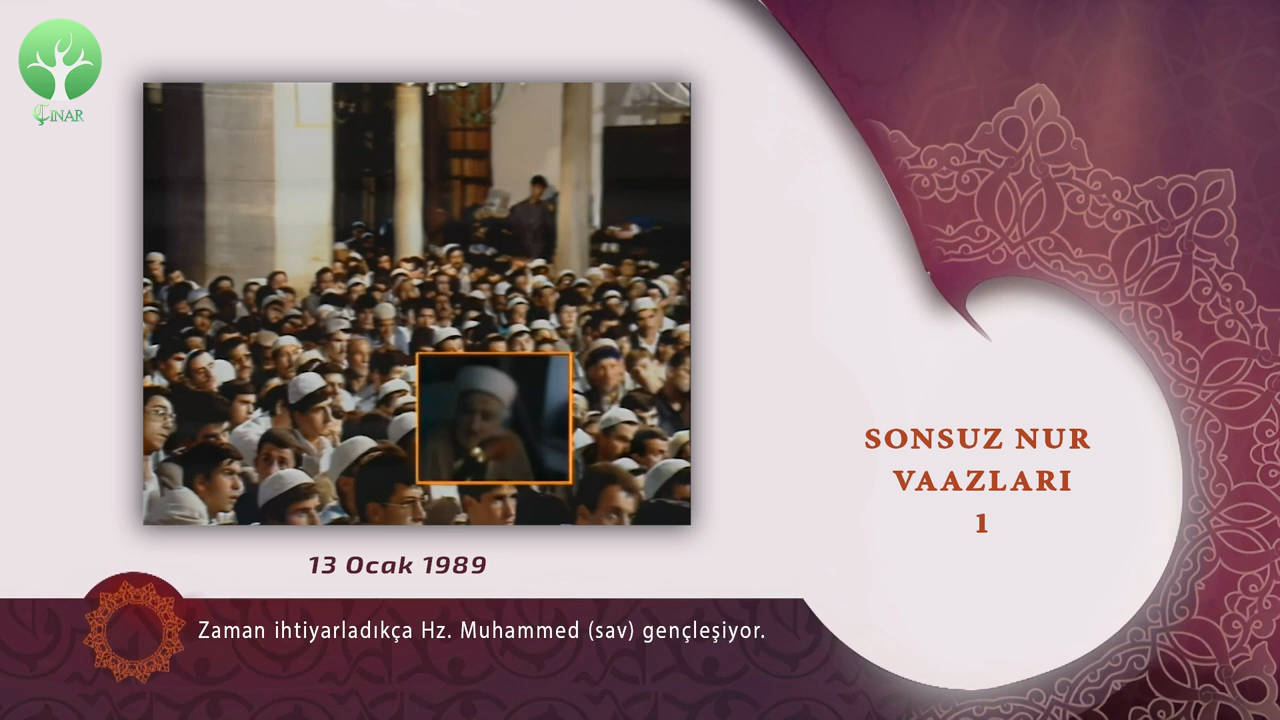 ÇINAR
SONSUZ NUR
VAAZLARI
1
13 Ocak 1989
Zaman ihtiyarladıkça Hz. Muhammed (sav) gençleşiyor.